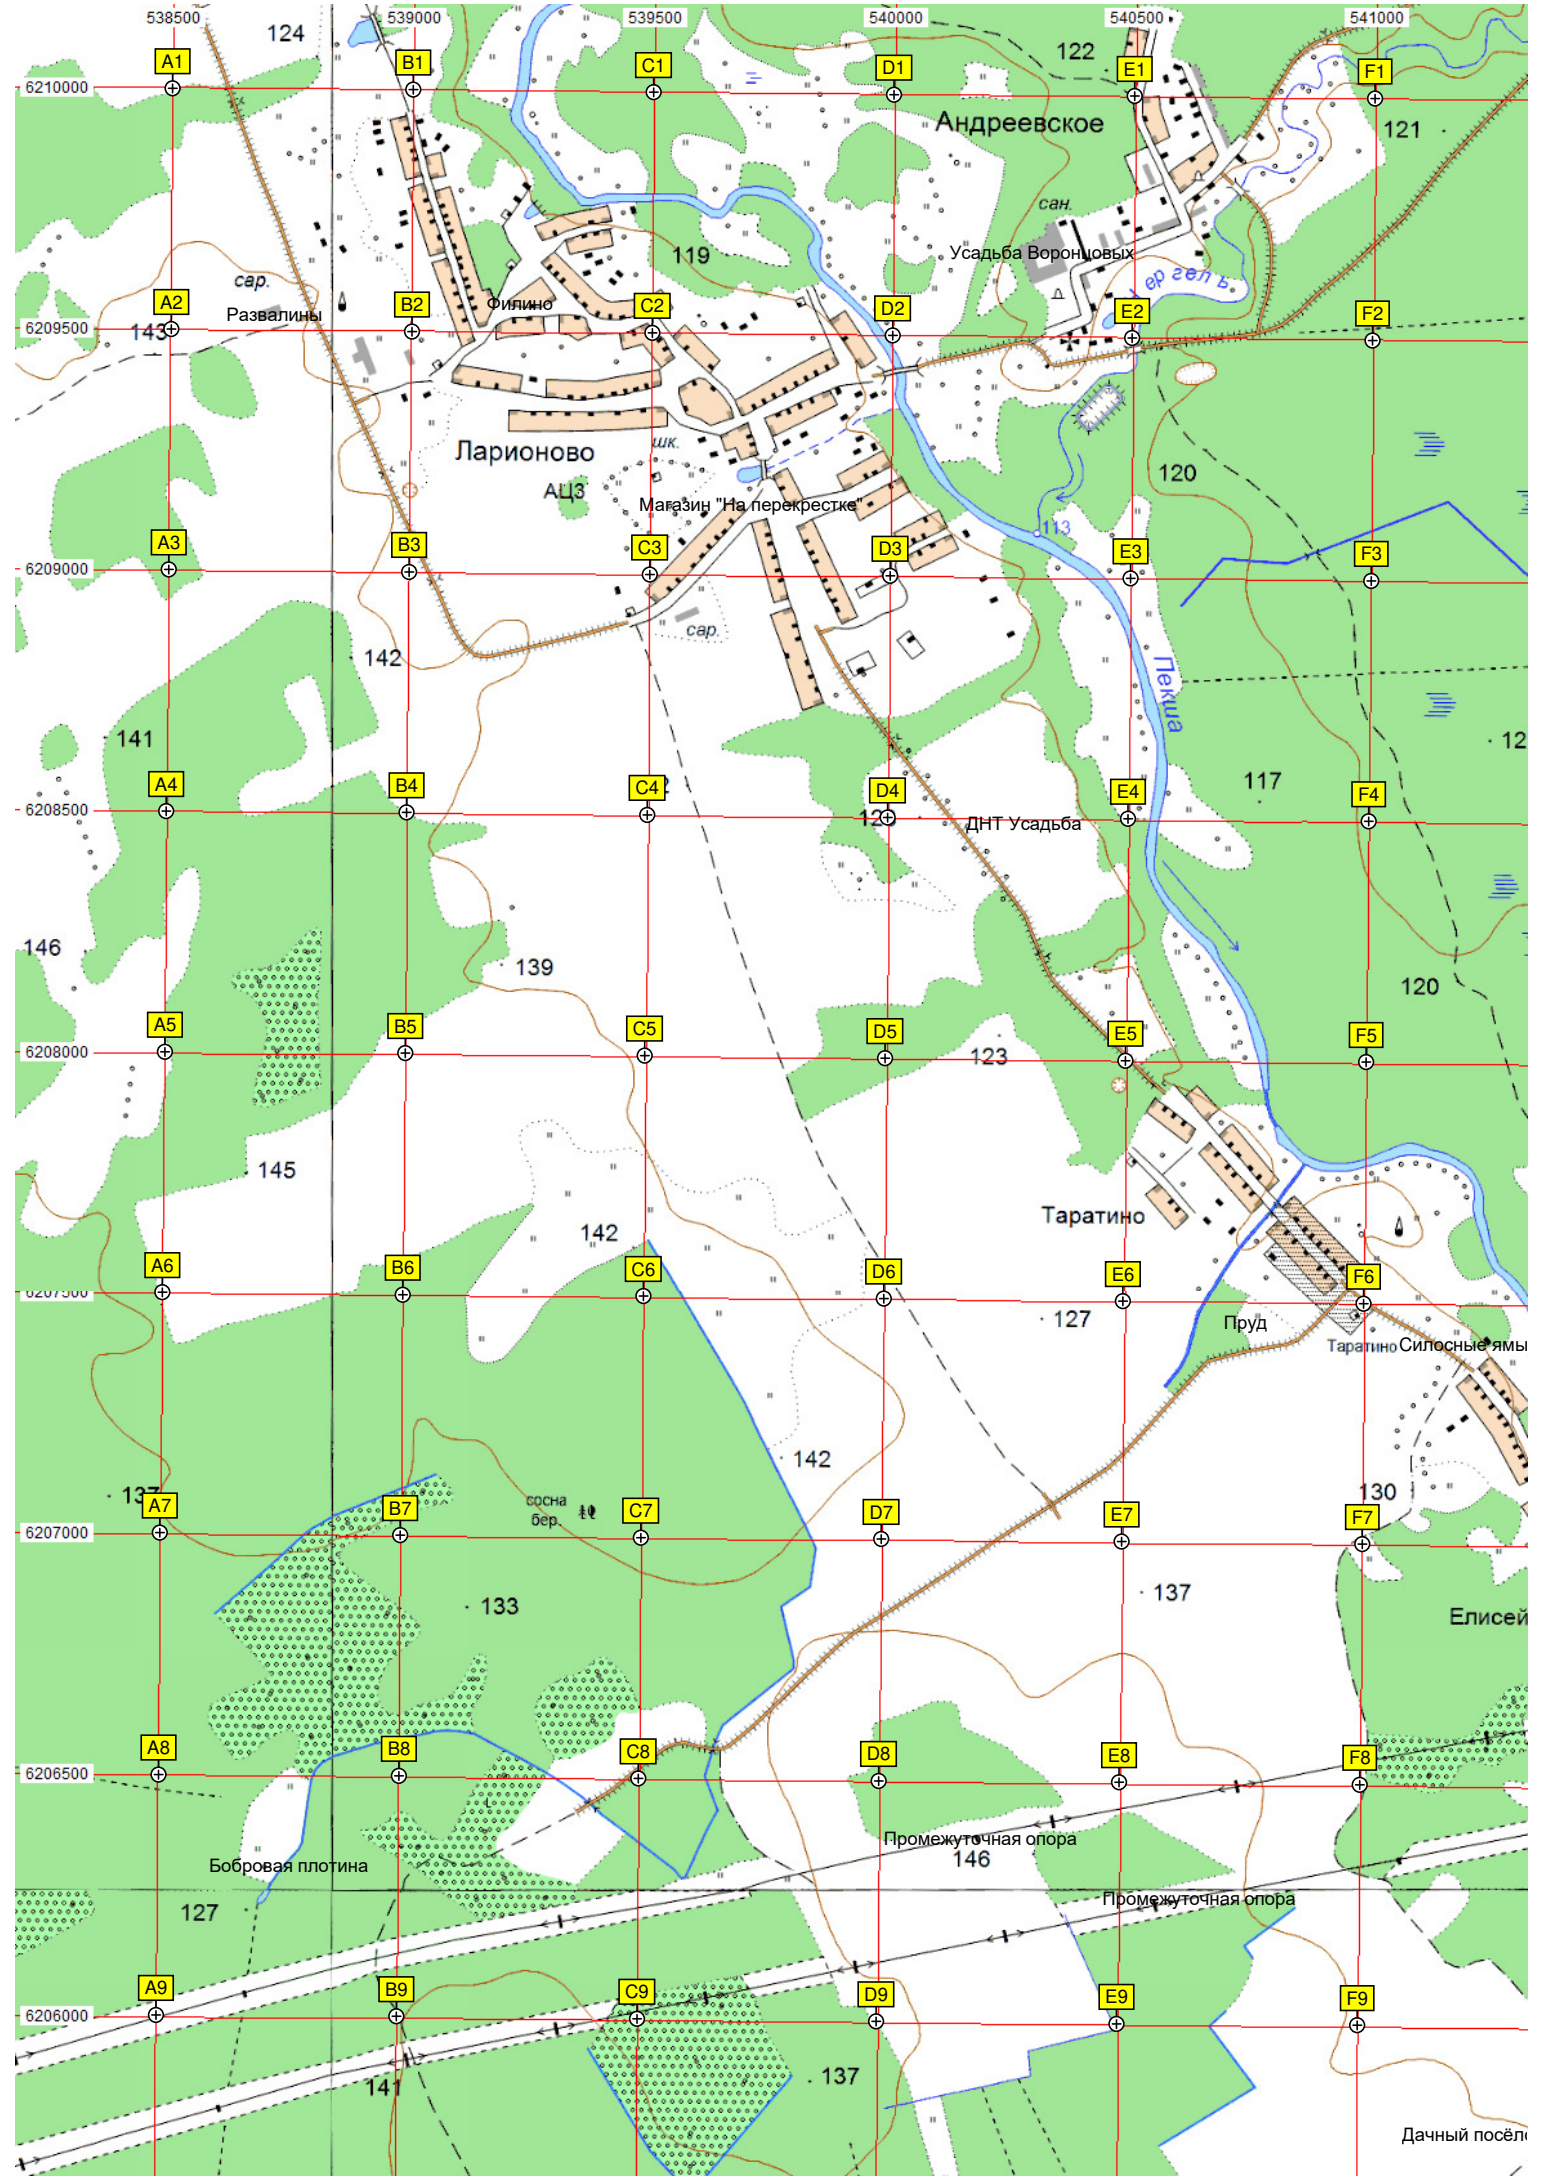 538500 539000 539500 540000 540500 541000
124
122
A1 B1 C1 D1 E1 F1
6210000
Андреевское
121
сан.
119
Усадьба Воронцовых
сар.
A2 B2 C2 D2 E2 F2
Развалины
Филино
6209500
143
Ларионово
шк.
АЦЗ
120
Магазин "На перекрестке"
113
A3 B3 C3 D3 E3 F3
6209000
сар.
142
Пекша
141
12
117
A4 B4 C4 D4 E4 F4
6208500
ДНТ Усадьба
146
139
120
A5 B5 C5 D5 E5 F5
6208000
123
145
Таратино
142
A6 B6 C6 D6 E6 F6
6207500
127
Пруд
Таратино
Силосные ямы
142
137
130
сосна
бер.
A7 B7 C7 D7 E7 F7
6207000
137
133
Елисей
A8 B8 C8 D8 E8 F8
6206500
Промежуточная опора
146
Бобровая плотина
127
Промежуточная опора
A9 B9 C9 D9 E9 F9
6206000
141
137
Дачный посёло